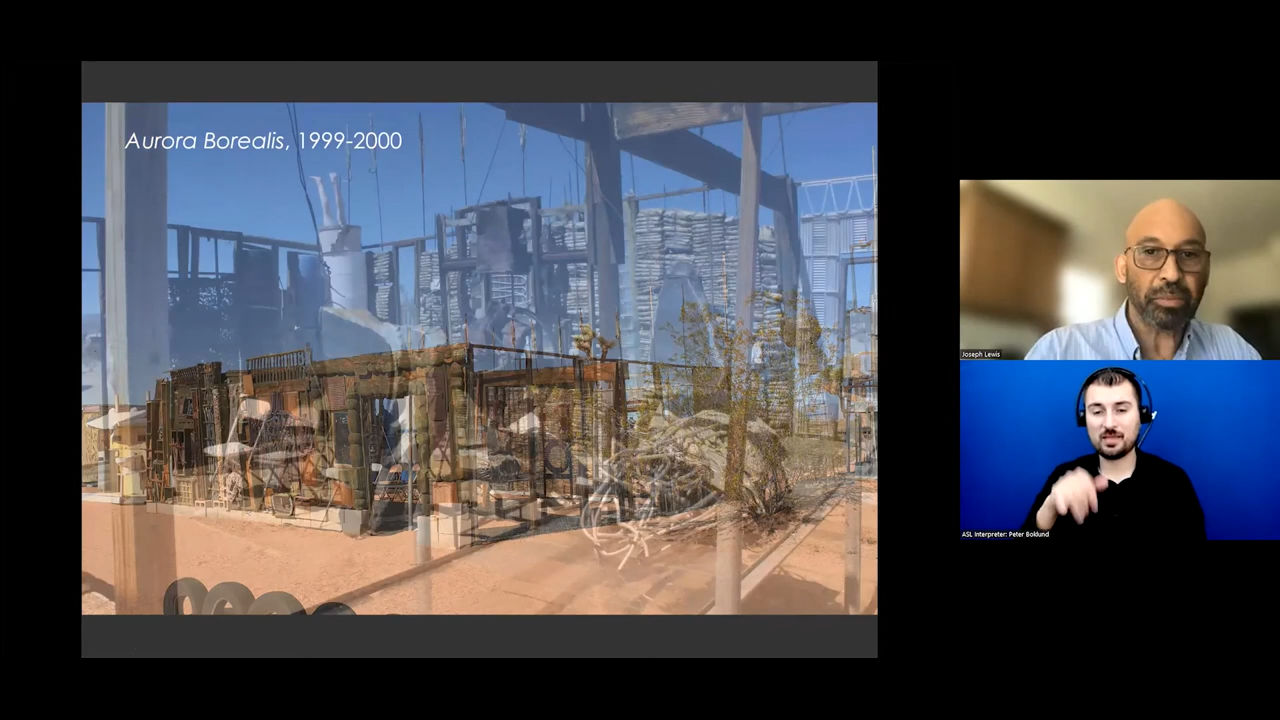 Aurora Borealis, 1999-2000
Joseph Lewis
ASL Interpreter: Peter Boklund